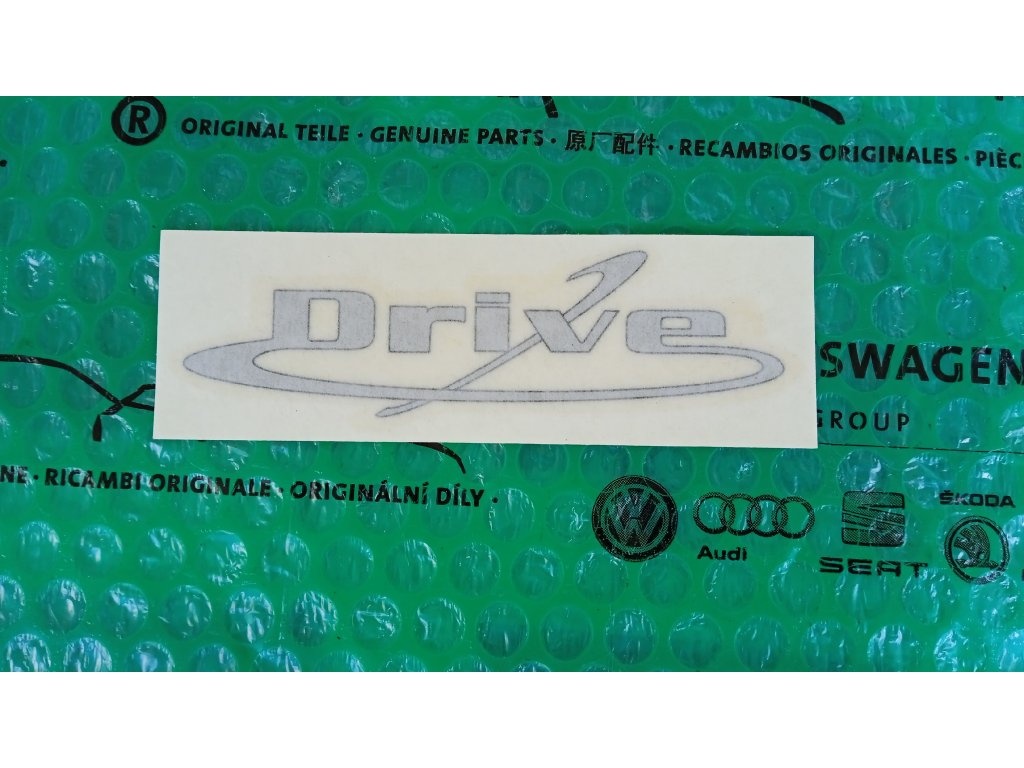 ® ORIGINAL TEILE · GENUINE PARTS · 原厂配件 · RECAMBIOS ORIGINALES · PIÈC
Drive
SWAGEN
GROUP
NE · RICAMBI ORIGINALE · ORIGINÁLNÍ DÍLY ·
Audi
SEAT
ŠKODA